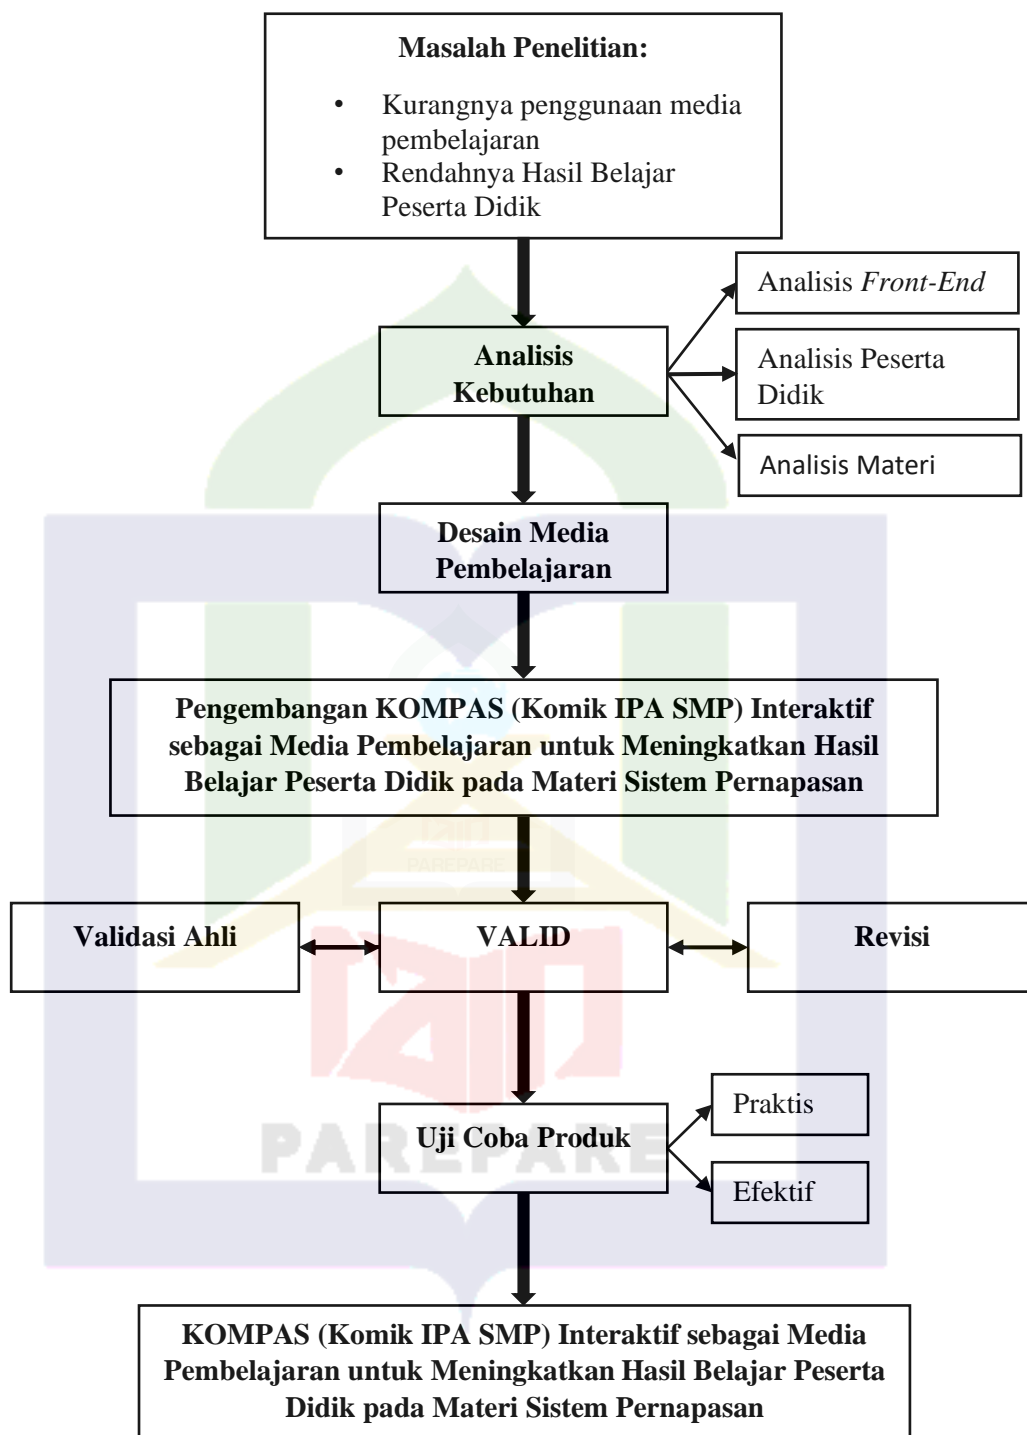 Masalah Penelitian:
• Kurangnya penggunaan media
pembelajaran
• Rendahnya Hasil Belajar
Peserta Didik
Analisis Front-End
Analisis
Kebutuhan
Analisis Peserta
Didik
Analisis Materi
Desain Media
Pembelajaran
Pengembangan KOMPAS (Komik IPA SMP) Interaktif
sebagai Media Pembelajaran untuk Meningkatkan Hasil
Belajar Peserta Didik pada Materi Sistem Pernapasan
PAREPARE
Validasi Ahli
VALID
Revisi
Praktis
Uji Coba Produk
PAREPARE
Efektif
KOMPAS (Komik IPA SMP) Interaktif sebagai Media
Pembelajaran untuk Meningkatkan Hasil Belajar Peserta
Didik pada Materi Sistem Pernapasan